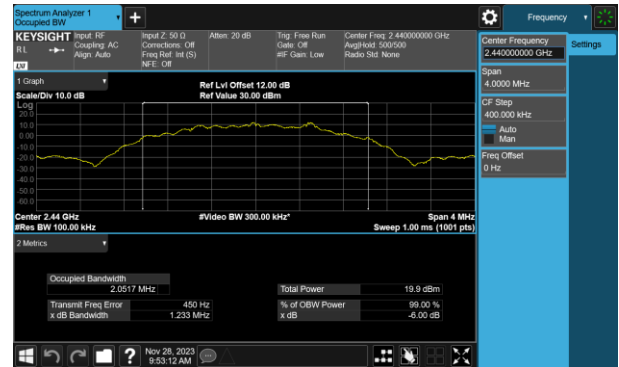 Spectrum Analyzer 1
Occupied BW
Frequency
KEYSIGHT
Input: RF
Input Z: 50 Ω
Atten: 20 dB
Trig: Free Run
Center Freq: 2.440000000 GHz
RL
Coupling: AC
Corrections: Off
Gate: Off
Avg|Hold: 500/500
Align: Auto
Freq Ref: Int (S)
#IF Gain: Low
Radio Std: None
NFE: Off
Center Frequency
2.440000000 GHz
Settings
Span
4.0000 MHz
CF Step
400.000 kHz
Auto
Man
Freq Offset
0 Hz
1 Graph
Ref Lvl Offset 12.00 dB
Scale/Div 10.0 dB
Ref Value 30.00 dBm
Log
20.0
10.0
0.00
-10.0
-20.0
-30.0
-40.0
-50.0
-60.0
Center 2.44 GHz
#Video BW 300.00 kHz*
Span 4 MHz
#Res BW 100.00 kHz
Sweep 1.00 ms (1001 pts)
2 Metrics
Occupied Bandwidth
2.0517 MHz
Total Power
19.9 dBm
Transmit Freq Error
450 Hz
% of OBW Power
99.00 %
x dB Bandwidth
1.233 MHz
x dB
-6.00 dB
?
Nov 28, 2023
9:53:12 AM